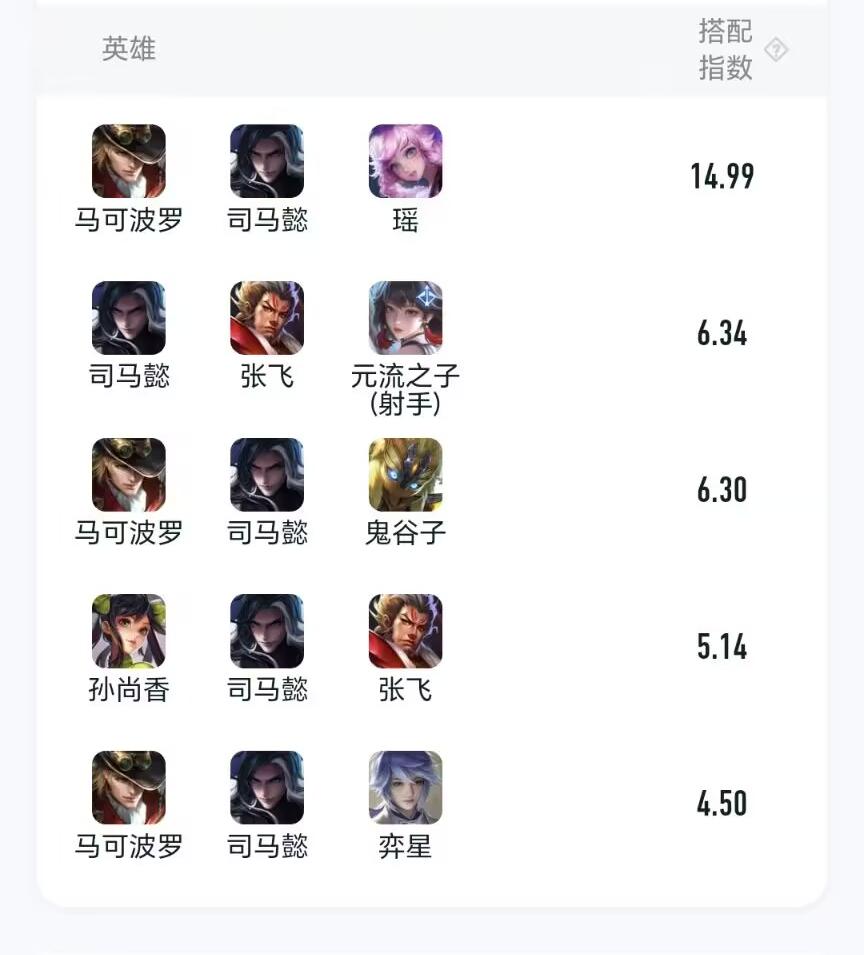 英雄
搭配
指数
?
马可波罗 司马懿 瑶 14.99
司马懿 张飞 元流之子
(射手)
6.34
马可波罗 司马懿 鬼谷子 6.30
孙尚香 司马懿 张飞 5.14
马可波罗 司马懿 弈星 4.50